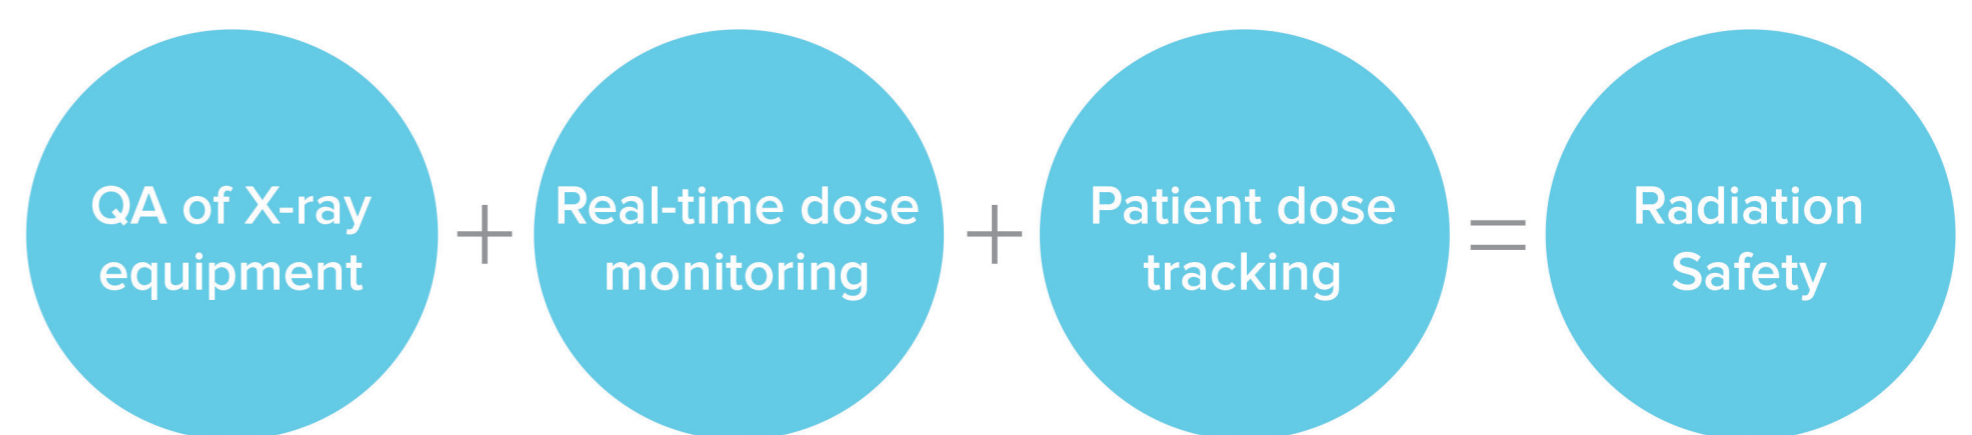 QA of X-ray
equipment
+
Real-time dose
monitoring
+
Patient dose
tracking
=
Radiation
Safety